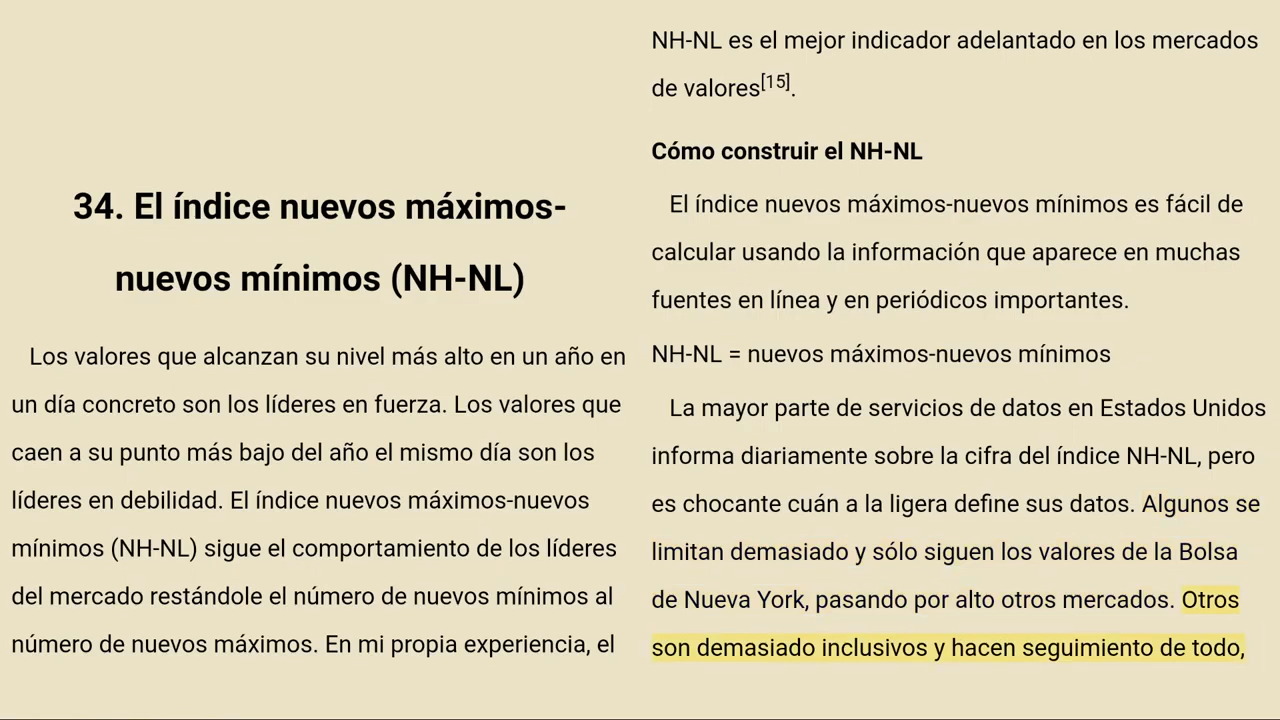 34. El índice nuevos máximos-
nuevos mínimos (NH-NL)
Los valores que alcanzan su nivel más alto en un año en
un día concreto son los líderes en fuerza. Los valores que
caen a su punto más bajo del año el mismo día son los
líderes en debilidad. El índice nuevos máximos-nuevos
mínimos (NH-NL) sigue el comportamiento de los líderes
del mercado restándole el número de nuevos mínimos al
número de nuevos máximos. En mi propia experiencia, el
NH-NL es el mejor indicador adelantado en los mercados
de valores[15].
Cómo construir el NH-NL
El índice nuevos máximos-nuevos mínimos es fácil de
calcular usando la información que aparece en muchas
fuentes en línea y en periódicos importantes.
NH-NL = nuevos máximos-nuevos mínimos
La mayor parte de servicios de datos en Estados Unidos
informa diariamente sobre la cifra del índice NH-NL, pero
es chocante cuán a la ligera define sus datos. Algunos se
limitan demasiado y sólo siguen los valores de la Bolsa
de Nueva York, pasando por alto otros mercados. Otros
son demasiado inclusivos y hacen seguimiento de todo,